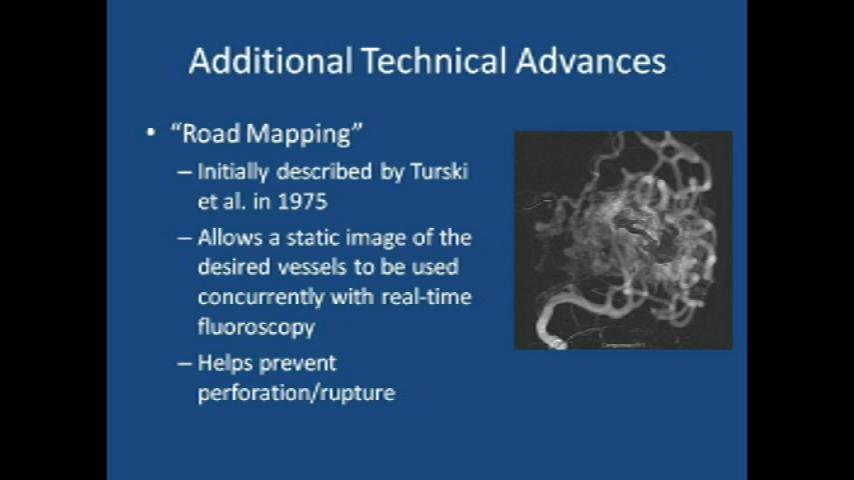 Additional Technical Advances
• “Road Mapping”
– Initially described by Turski
et al. in 1975
– Allows a static image of the
desired vessels to be used
concurrently with real-time
fluoroscopy
– Helps prevent
perforation/rupture